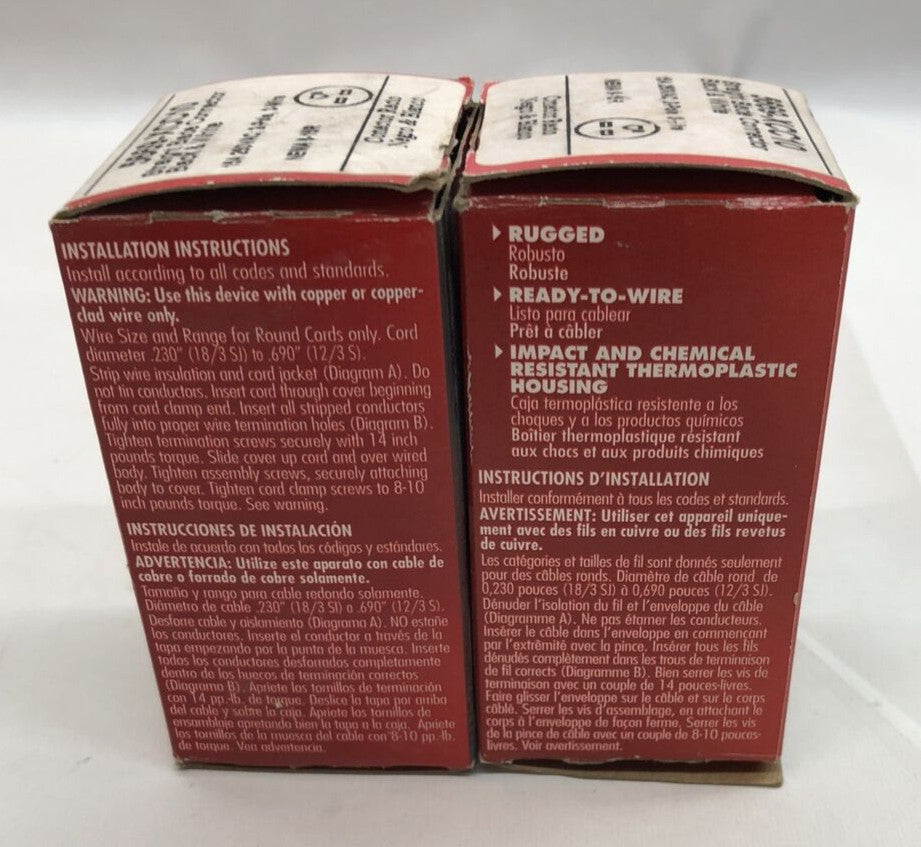 Conector Hembra
Negro & Blanco
INSTALLATION INSTRUCTIONS
Install according to all codes and standards.
WARNING: Use this device with copper or copper-
clad wire only.
Wire Size and Range for Round Cords only. Cord
diameter .230" (18/3 SJ) to .690" (12/3 S).
Strip wire insulation and cord jacket (Diagram A). Do
not tin conductors. Insert cord through cover beginning
from cord clamp end. Insert all stripped conductors
fully into proper wire termination holes (Diagram B).
Tighten termination screws securely with 14 inch
pounds torque. Slide cover up cord and over wired
body. Tighten assembly screws, securely attaching
body to cover. Tighten cord clamp screws to 8-10
inch pounds torque. See warning.
INSTRUCCIONES DE INSTALACIÓN
Instale de acuerdo con todos los códigos y estándares.
ADVERTENCIA: Utilize este aparato con cable de
cobre o forrado de cobre solamente.
Tamaño y rango para cable redondo solamente.
Diámetro de cable .230" (18/3 SJ) a .690" (12/3 S).
Desforre cable y aislamiento (Diagrama A). NO estañe
los conductores. Inserte el conductor a través de la
tapa empezando por la punta de la muesca. Inserte
todos los conductores desforrados completamente
dentro de los huecos de terminación correctos
(Diagrama B). Apriete los tornillos de terminación
con 14 pp.-lb. de torque. Deslice la tapa por arriba
del cable y sobre la caja. Apriete los tornillos de
ensamblaje apretando bien la tapa a la caja. Apriete
los tornillos de la muesca del cable con 8-10 pp.-lb.
de torque. Vea advertencia.
RUGGED
Robusto
Robuste
READY-TO-WIRE
Listo para cablear
Prêt à câbler
IMPACT AND CHEMICAL
RESISTANT THERMOPLASTIC
HOUSING
Caja termoplástica resistente a los
choques y a los productos químicos
Boîtier thermoplastique résistant
aux chocs et aux produits chimiques
INSTRUCTIONS D'INSTALLATION
Installer conformément à tous les codes et standards.
AVERTISSEMENT: Utiliser cet appareil unique-
ment avec des fils en cuivre ou des fils revetus
de cuivre.
Les catégories et tailles de fil sont donnés seulement
pour des câbles ronds. Diamètre de câble rond de
0,230 pouces (18/3 SJ) à 0,690 pouces (12/3 SJ).
Dénuder l'isolation du fil et l'enveloppe du câble
(Diagramme A). Ne pas étamer les conducteurs.
Insérer le câble dans l'enveloppe en commençant
par l'extrêmité avec la pince. Insérer tous les fils
dénudés complètement dans les trous de terminaison
de fil corrects (Diagramme B). Bien serrer les vis de
terminaison avec un couple de 14 pouces-livres.
Faire glisser l'enveloppe sur le câble et sur le corps
câblé. Serrer les vis d'assemblage, en attachant le
corps à l'enveloppe de façon ferme. Serrer les vis
de la pince de câble avec un couple de 8-10 pouces-
livres. Voir avertissement.